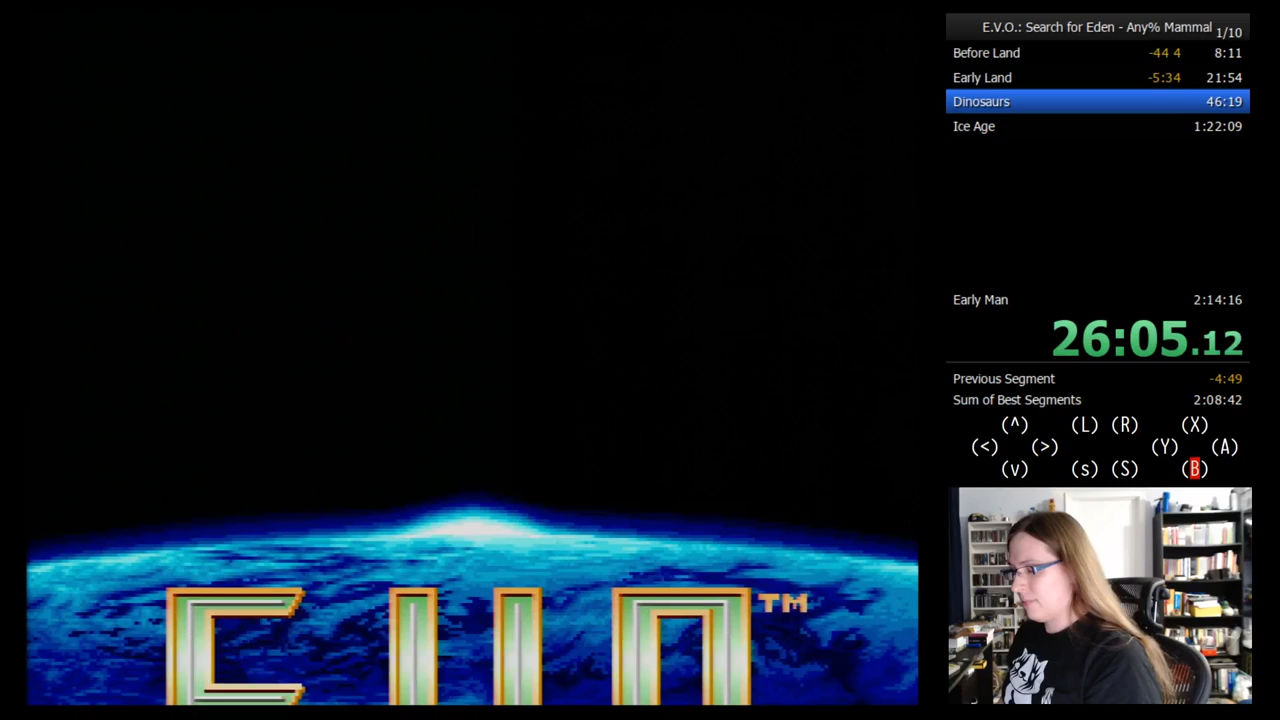 E.V.O.: Search for Eden - Any% Mammal
1/10
Before Land -44 4 8:11
Early Land -5:34 21:54
Dinosaurs 46:19
Ice Age 1:22:09
Early Man 2:14:16
26:05.12
Previous Segment -4:49
Sum of Best Segments 2:08:42
(^) (L) (R) (X)
(<) (>) (Y) (A)
(v) (s) (S) (B)
TM